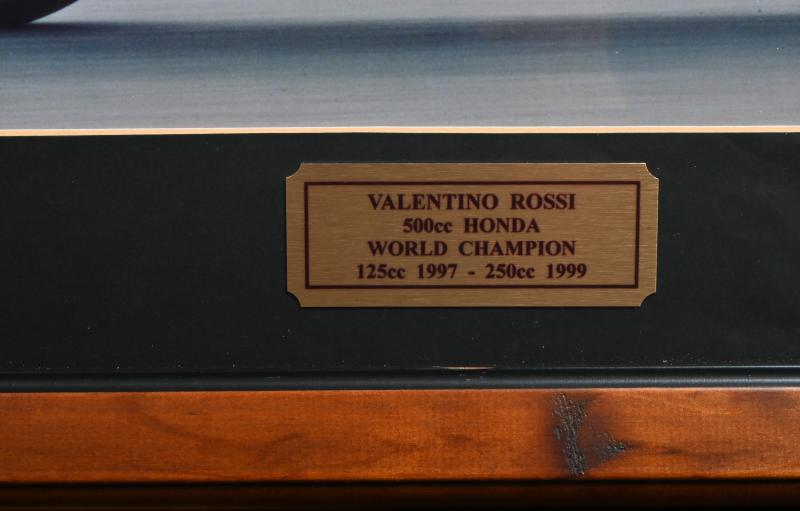 VALENTINO ROSSI
500cc HONDA
WORLD CHAMPION
125cc 1997 - 250cc 1999